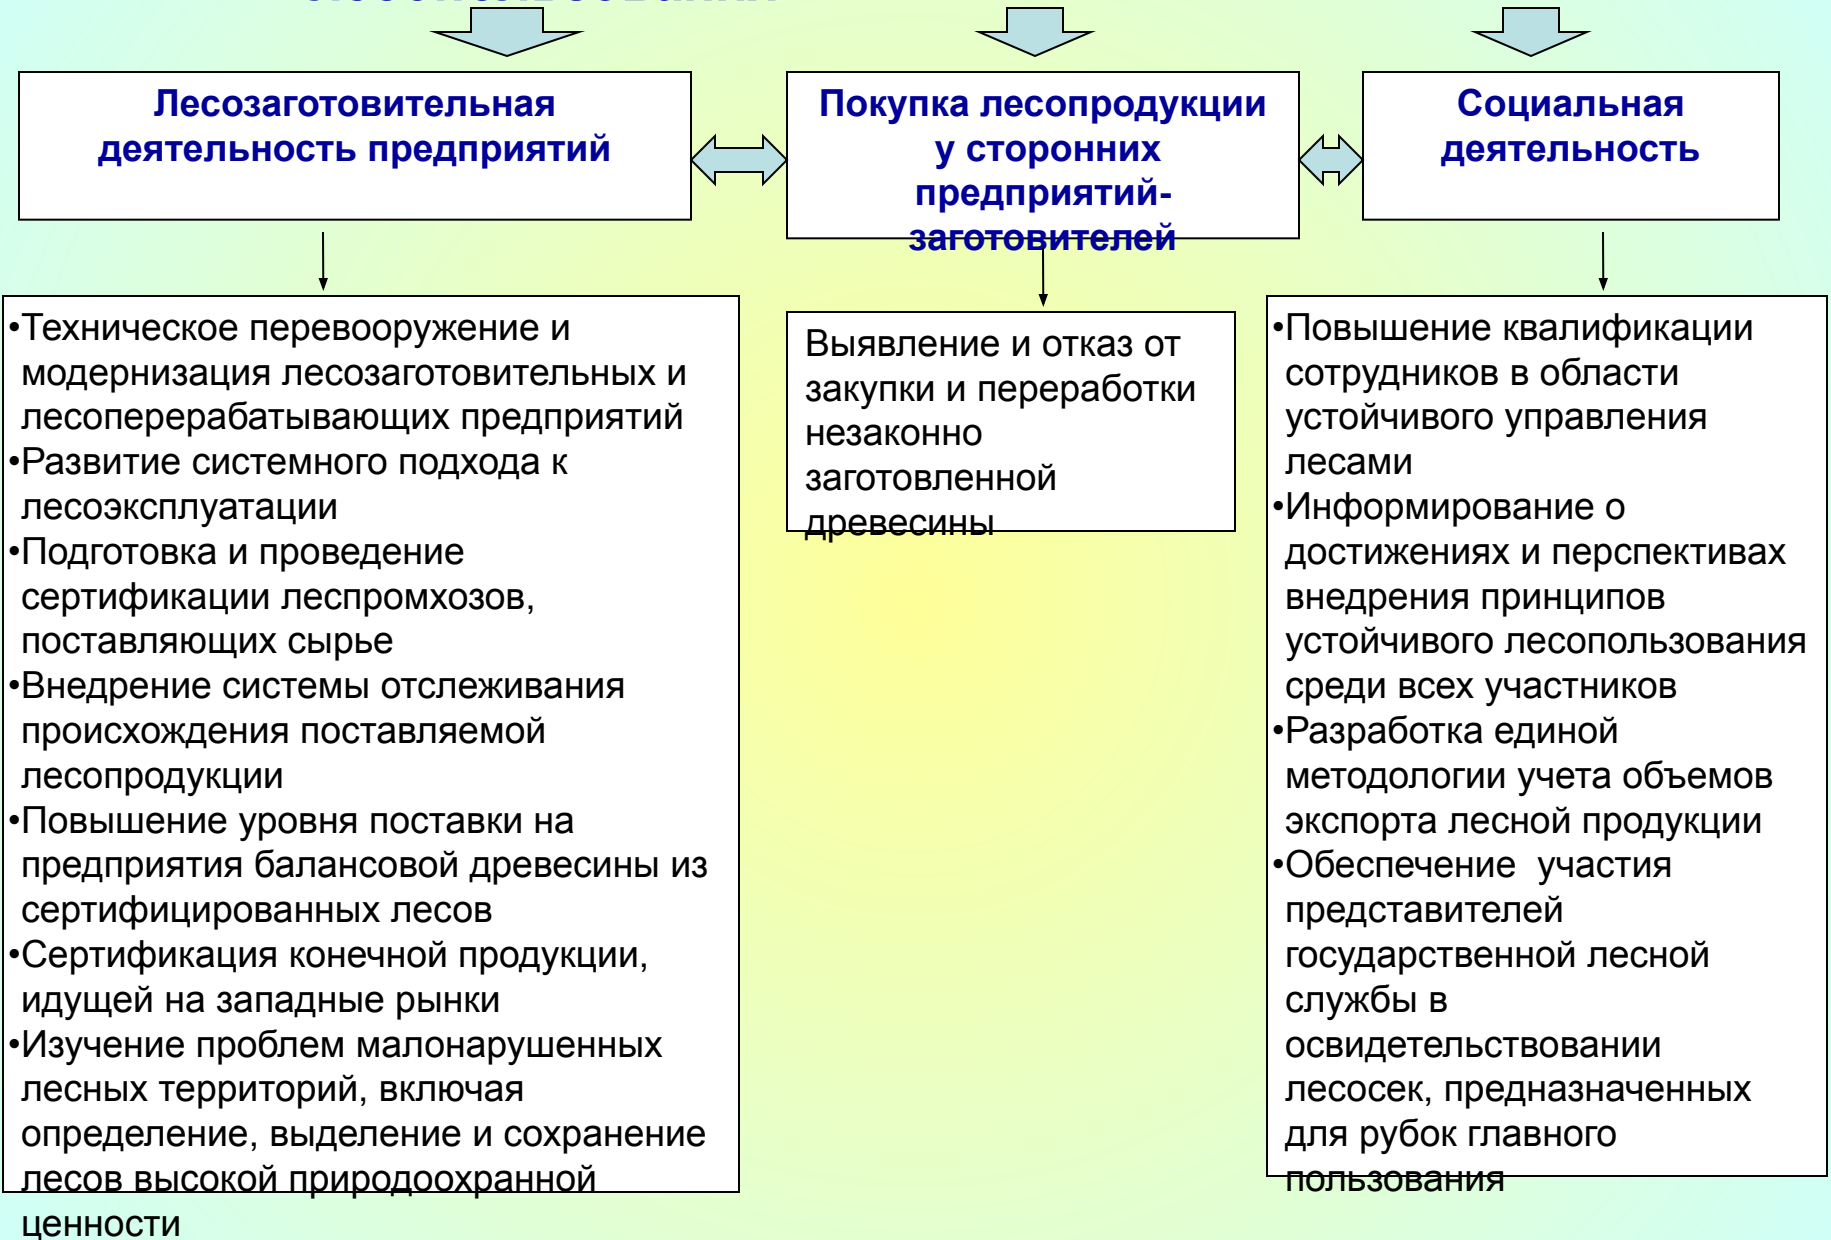 Лесозаготовительная
деятельность предприятий
Покупка лесопродукции
у сторонних
предприятий-
заготовителей
Социальная
деятельность
•Техническое перевооружение и
модернизация лесозаготовительных и
лесоперерабатывающих предприятий
•Развитие системного подхода к
лесоэксплуатации
•Подготовка и проведение
сертификации леспромхозов,
поставляющих сырье
•Внедрение системы отслеживания
происхождения поставляемой
лесопродукции
•Повышение уровня поставки на
предприятия балансовой древесины из
сертифицированных лесов
•Сертификация конечной продукции,
идущей на западные рынки
•Изучение проблем малонарушенных
лесных территорий, включая
определение, выделение и сохранение
лесов высокой природоохранной
ценности
Выявление и отказ от
закупки и переработки
незаконно
заготовленной
древесины
•Повышение квалификации
сотрудников в области
устойчивого управления
лесами
•Информирование о
достижениях и перспективах
внедрения принципов
устойчивого лесопользования
среди всех участников
•Разработка единой
методологии учета объемов
экспорта лесной продукции
•Обеспечение  участия
представителей
государственной лесной
службы в
освидетельствовании
лесосек, предназначенных
для рубок главного
пользования